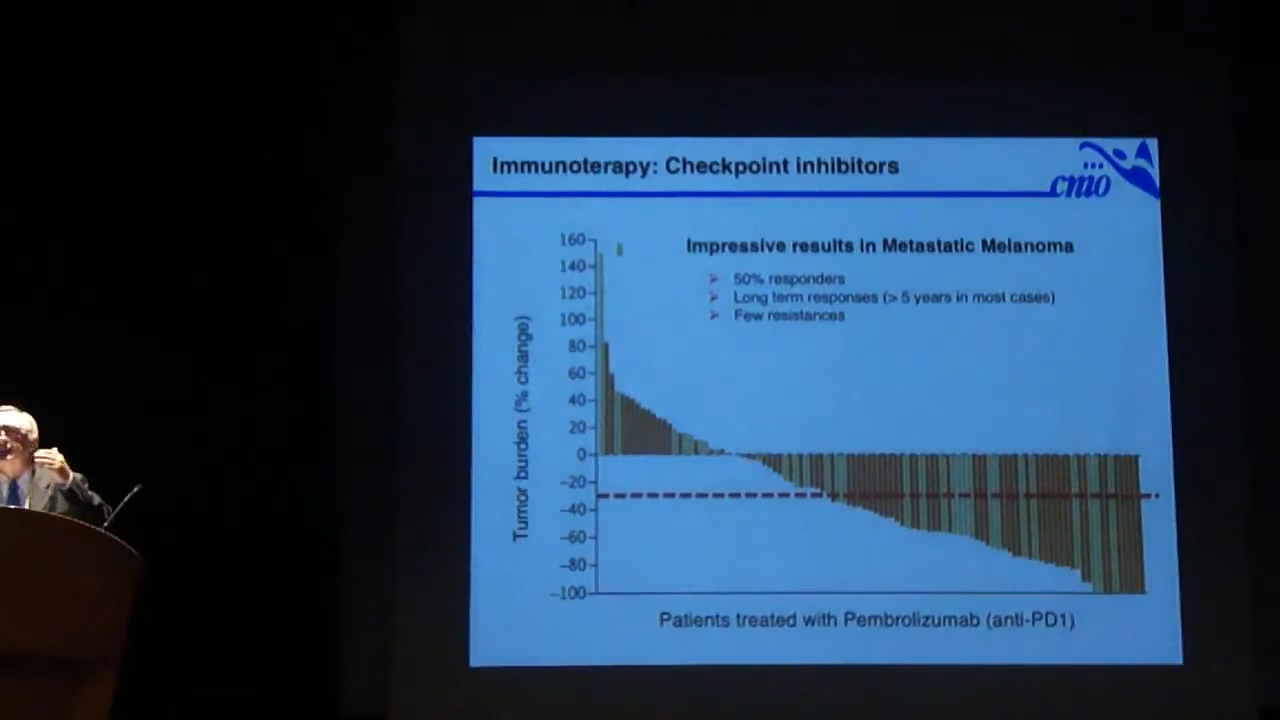 Immunoterapy: Checkpoint inhibitors
cnio
Impressive results in Metastatic Melanoma
50% responders
Long term responses (> 5 years in most cases)
Few resistances
Tumor burden (% change)
160
140
120
100
80
60
40
20
0
−20
−40
−60
−80
−100
Patients treated with Pembrolizumab (anti-PD1)